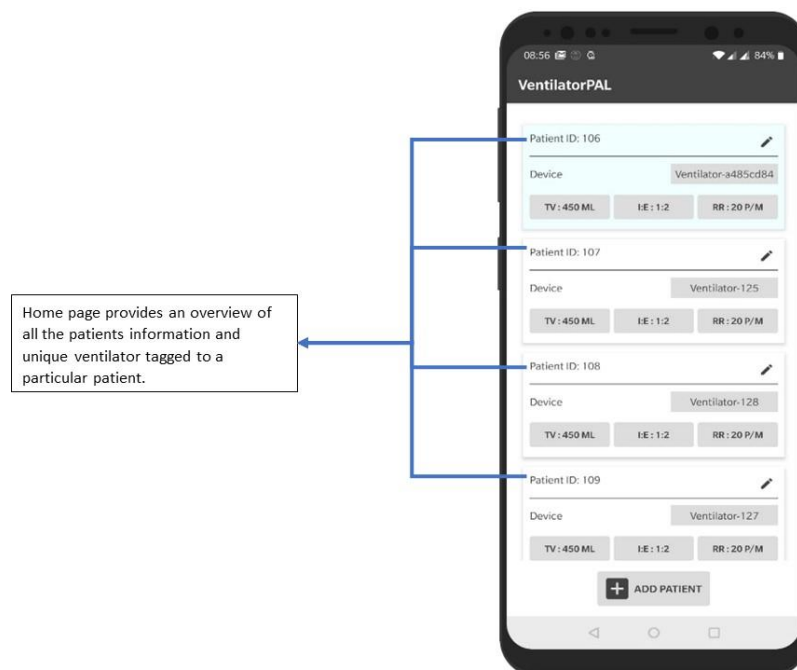 08:56 84%
VentilatorPAL
Patient ID: 106
Device Ventilator-a485cd84
TV : 450 ML I:E : 1:2 RR : 20 P/M
Patient ID: 107
Device Ventilator-125
TV : 450 ML I:E : 1:2 RR : 20 P/M
Home page provides an overview of
all the patients information and
unique ventilator tagged to a
particular patient.
Patient ID: 108
Device Ventilator-128
TV : 450 ML I:E : 1:2 RR : 20 P/M
Patient ID: 109
Device Ventilator-127
TV : 450 ML I:E : 1:2 RR : 20 P/M
ADD PATIENT